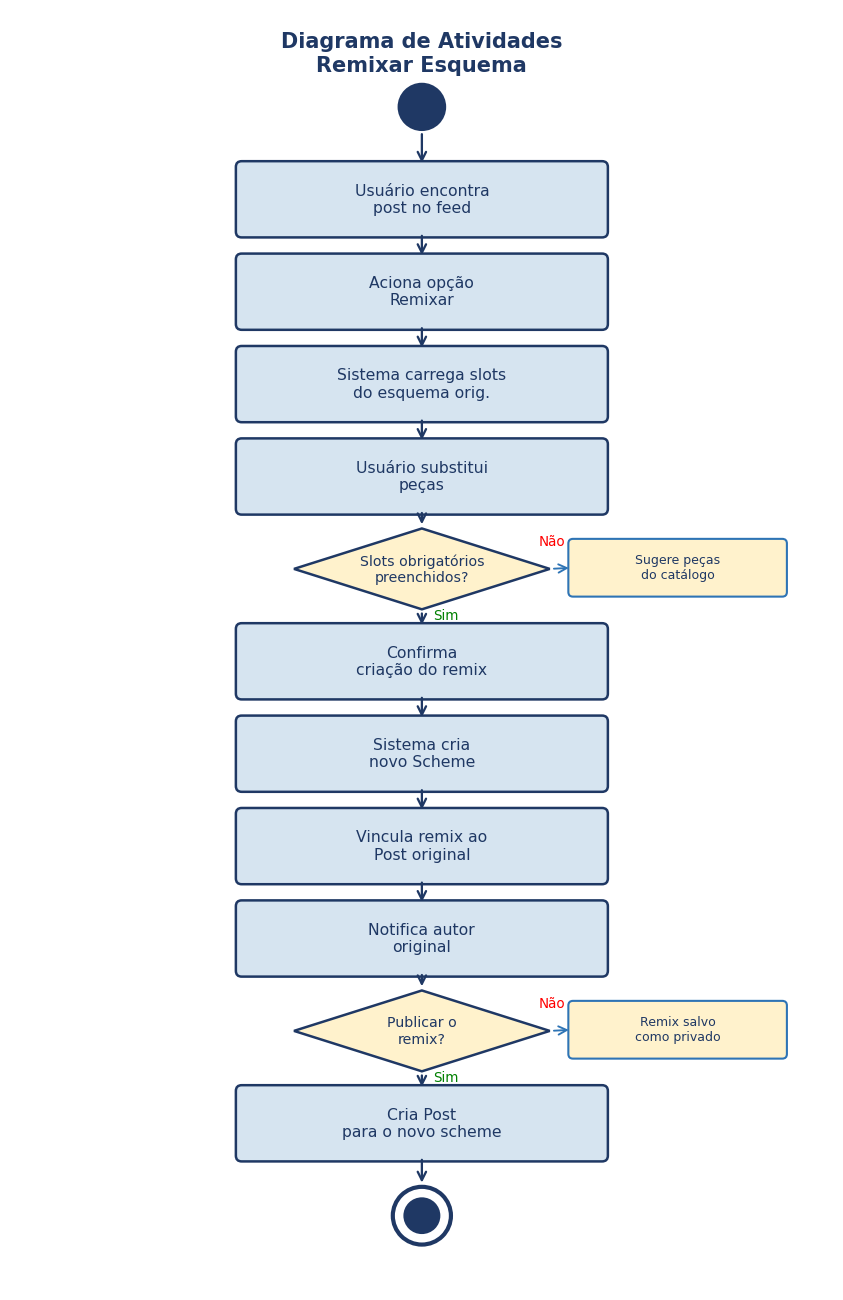 Diagrama de Atividades
Remixar Esquema
Usuário encontra
post no feed
Aciona opção
Remixar
Sistema carrega slots
do esquema orig.
Usuário substitui
peças
Slots obrigatórios
preenchidos?
Não
Sugere peças
do catálogo
Sim
Confirma
criação do remix
Sistema cria
novo Scheme
Vincula remix ao
Post original
Notifica autor
original
Publicar o
remix?
Não
Remix salvo
como privado
Sim
Cria Post
para o novo scheme